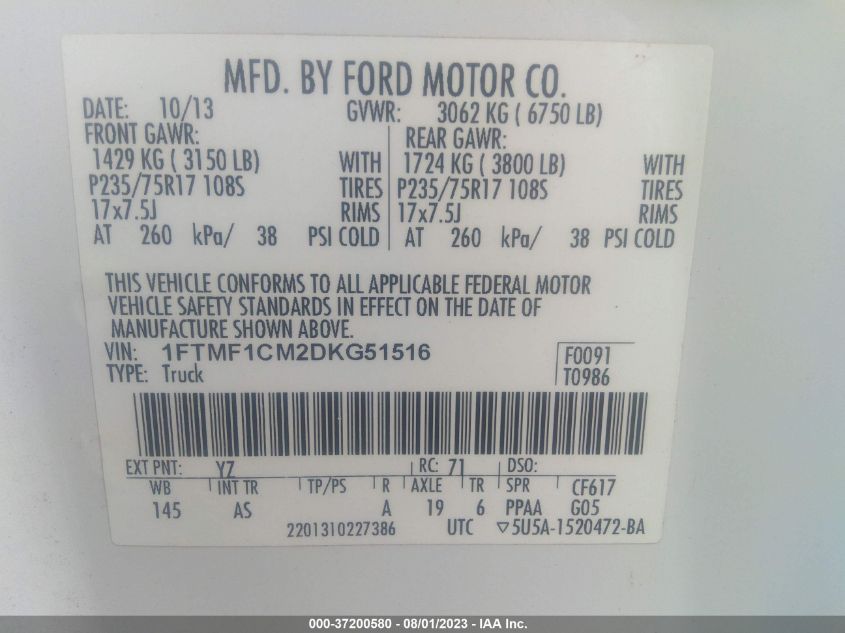 MFD. BY FORD MOTOR CO.
DATE: 10/13 GVWR: 3062 KG ( 6750 LB)
FRONT GAWR: REAR GAWR:
1429 KG ( 3150 LB) WITH 1724 KG ( 3800 LB) WITH
P235/75R17 108S TIRES P235/75R17 108S TIRES
17x7.5J RIMS 17x7.5J RIMS
AT 260 kPa/ 38 PSI COLD AT 260 kPa/ 38 PSI COLD
THIS VEHICLE CONFORMS TO ALL APPLICABLE FEDERAL MOTOR
VEHICLE SAFETY STANDARDS IN EFFECT ON THE DATE OF
MANUFACTURE SHOWN ABOVE.
VIN: 1FTMF1CM2DKG51516 F0091
TYPE: Truck T0986
EXT PNT: YZ RC: 71 DSO:
WB INT TR TP/PS R AXLE TR SPR CF617
145 AS A 19 6 PPAA G05
2201310227386 UTC ▽5U5A-1520472-BA
000-37200580 - 08/01/2023 - IAA Inc.